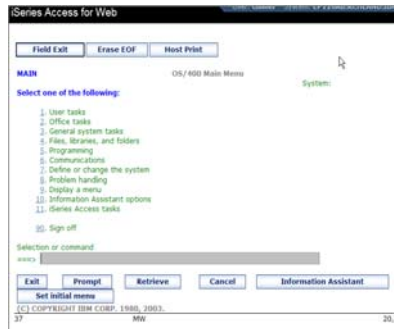 iSeries Access for Web
Field Exit Erase EOF Host Print
MAIN OS/400 Main Menu
System:
Select one of the following:
1. User tasks
2. Office tasks
3. General system tasks
4. Files, libraries, and folders
5. Programming
6. Communications
7. Define or change the system
8. Problem handling
9. Display a menu
10. Information Assistant options
11. iSeries Access tasks
90. Sign off
Selection or command
===>
Exit Prompt Retrieve Cancel Information Assistant
Set initial menu
(C) COPYRIGHT IBM CORP. 1980, 2003.
37 MW 20,